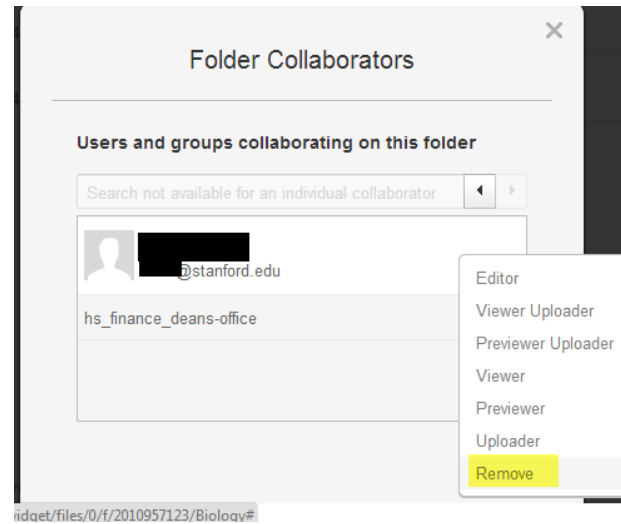 Folder Collaborators
Users and groups collaborating on this folder
Search not available for an individual collaborator
@stanford.edu
hs_finance_deans-office
Editor
Viewer Uploader
Previewer Uploader
Viewer
Previewer
Uploader
Remove
/idget/files/0/f/2010957123/Biology#